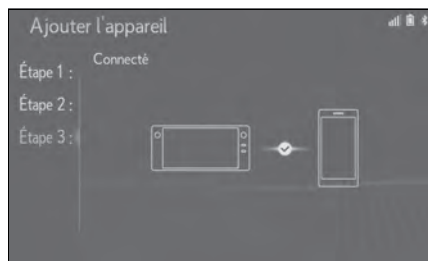 Ajouter l'appareil
Connecté
Étape 1 :
Étape 2 :
Étape 3 :